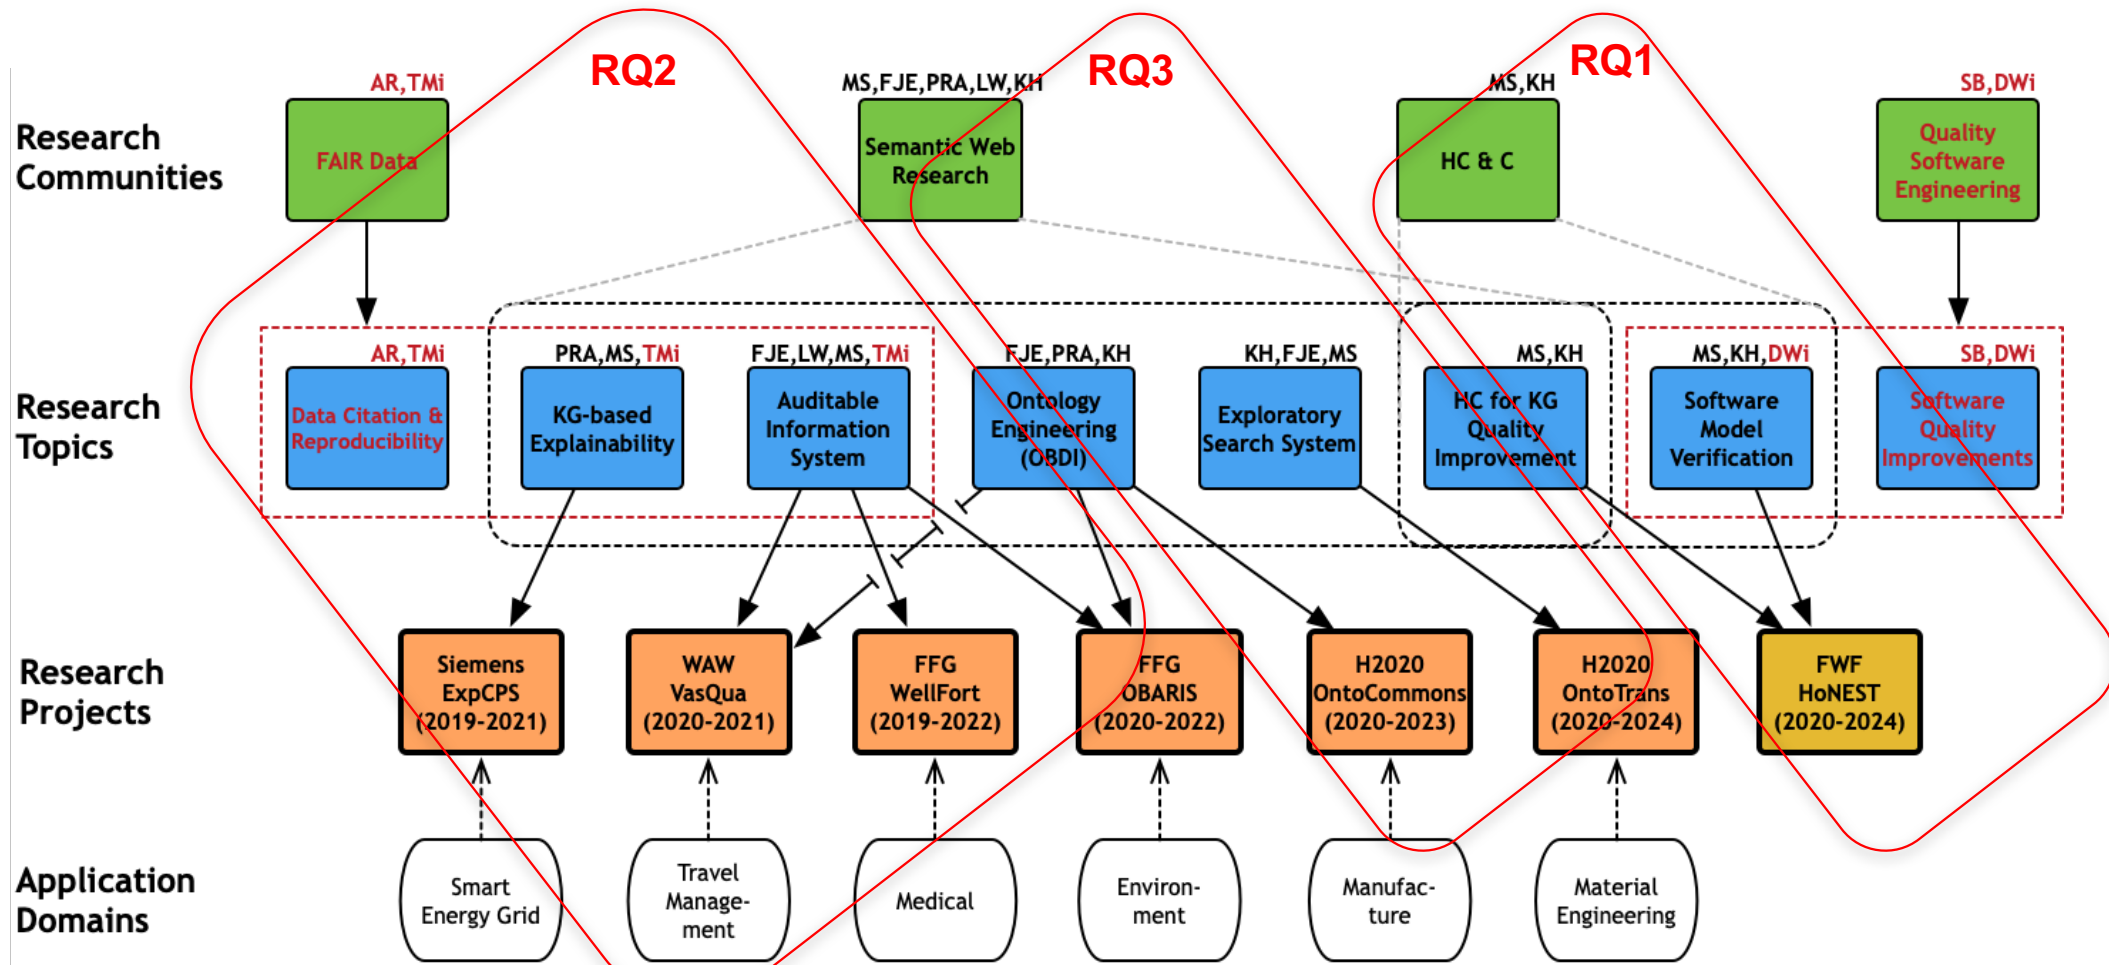 RQ2
RQ3
RQ1
AR,TMi
MS,FJE,PRA,LW,KH
MS,KH
SB,DWi
Research
Communities
FAIR Data
Semantic Web
Research
HC & C
Quality
Software
Engineering
AR,TMi
PRA,MS,TMi
FJE,LW,MS,TMi
FJE,PRA,KH
KH,FJE,MS
MS,KH
MS,KH,DWi
SB,DWi
Research
Topics
Data Citation &
Reproducibility
KG-based
Explainability
Auditable
Information
System
Ontology
Engineering
(OBDI)
Exploratory
Search System
HC for KG
Quality
Improvement
Software
Model
Verification
Software
Quality
Improvements
Research
Projects
Siemens
ExpCPS
(2019-2021)
WAW
VasQua
(2020-2021)
FFG
WellFort
(2019-2022)
FFG
OBARIS
(2020-2022)
H2020
OntoCommons
(2020-2023)
H2020
OntoTrans
(2020-2024)
FWF
HoNEST
(2020-2024)
Application
Domains
Smart
Energy Grid
Travel
Manage-
ment
Medical
Environ-
ment
Manufac-
ture
Material
Engineering